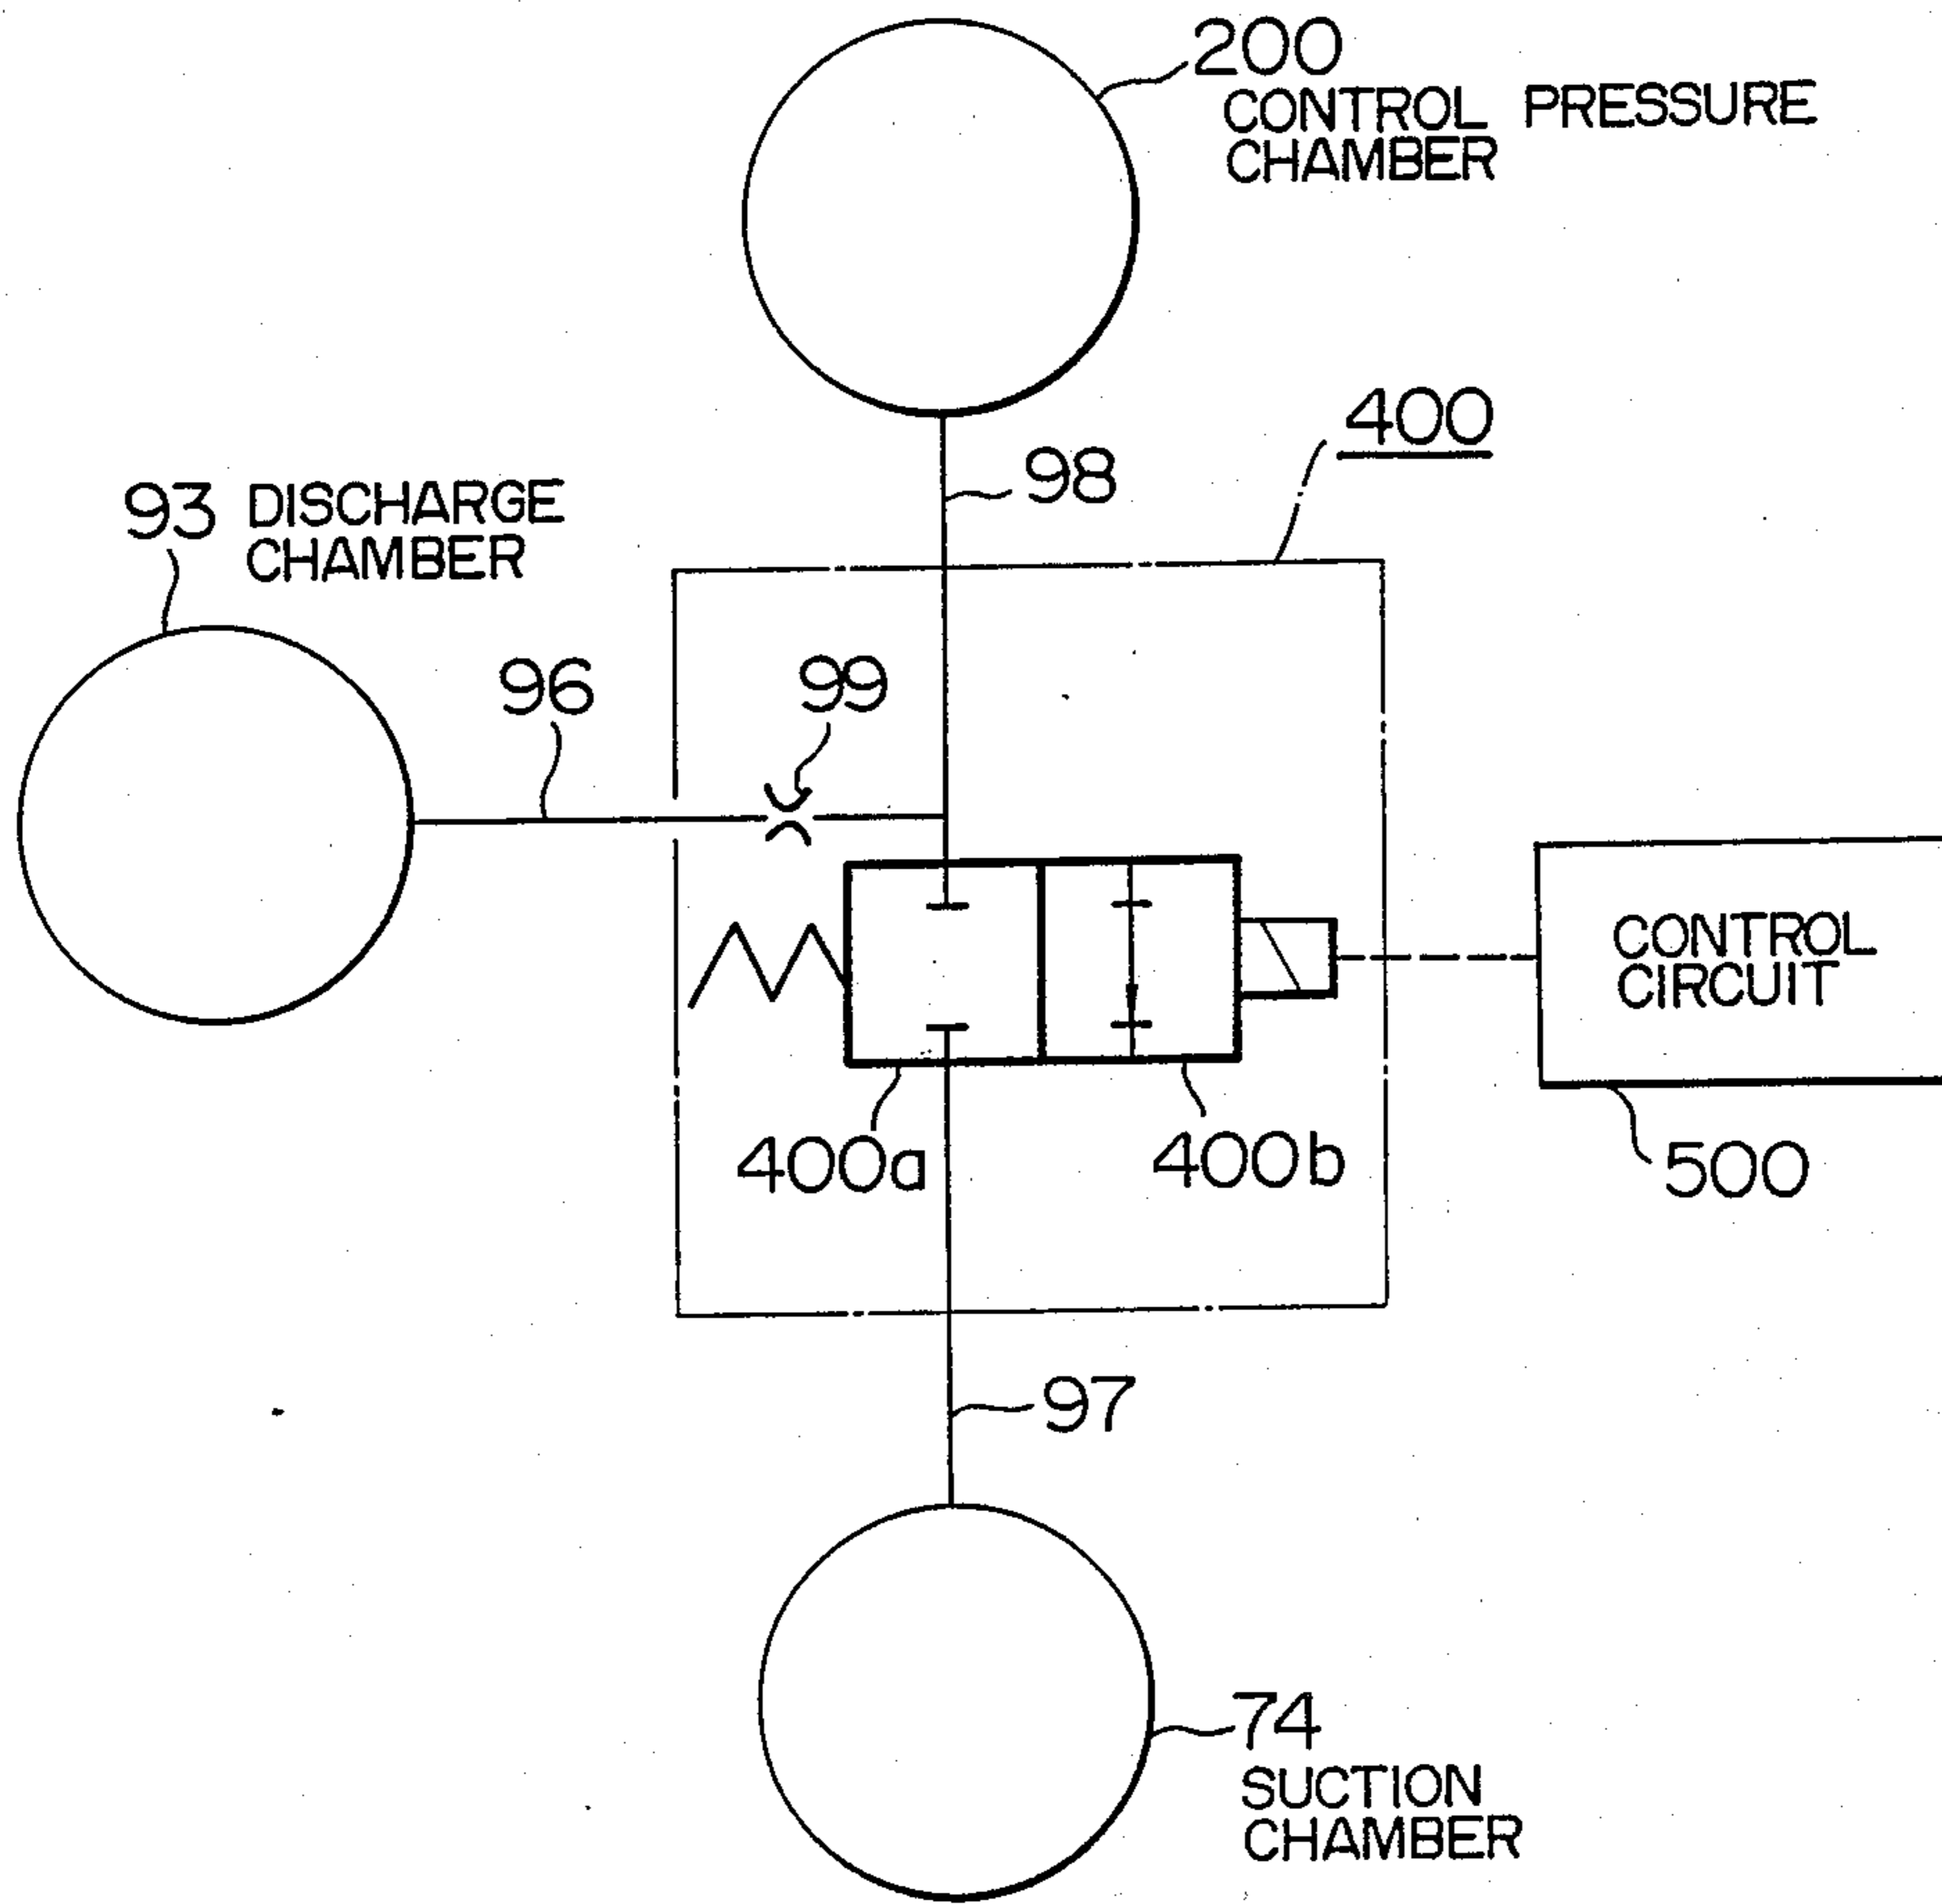 200
CONTROL PRESSURE
CHAMBER
400
98
93 DISCHARGE
CHAMBER
96
99
CONTROL
CIRCUIT
400a
400b
500
97
74
SUCTION
CHAMBER